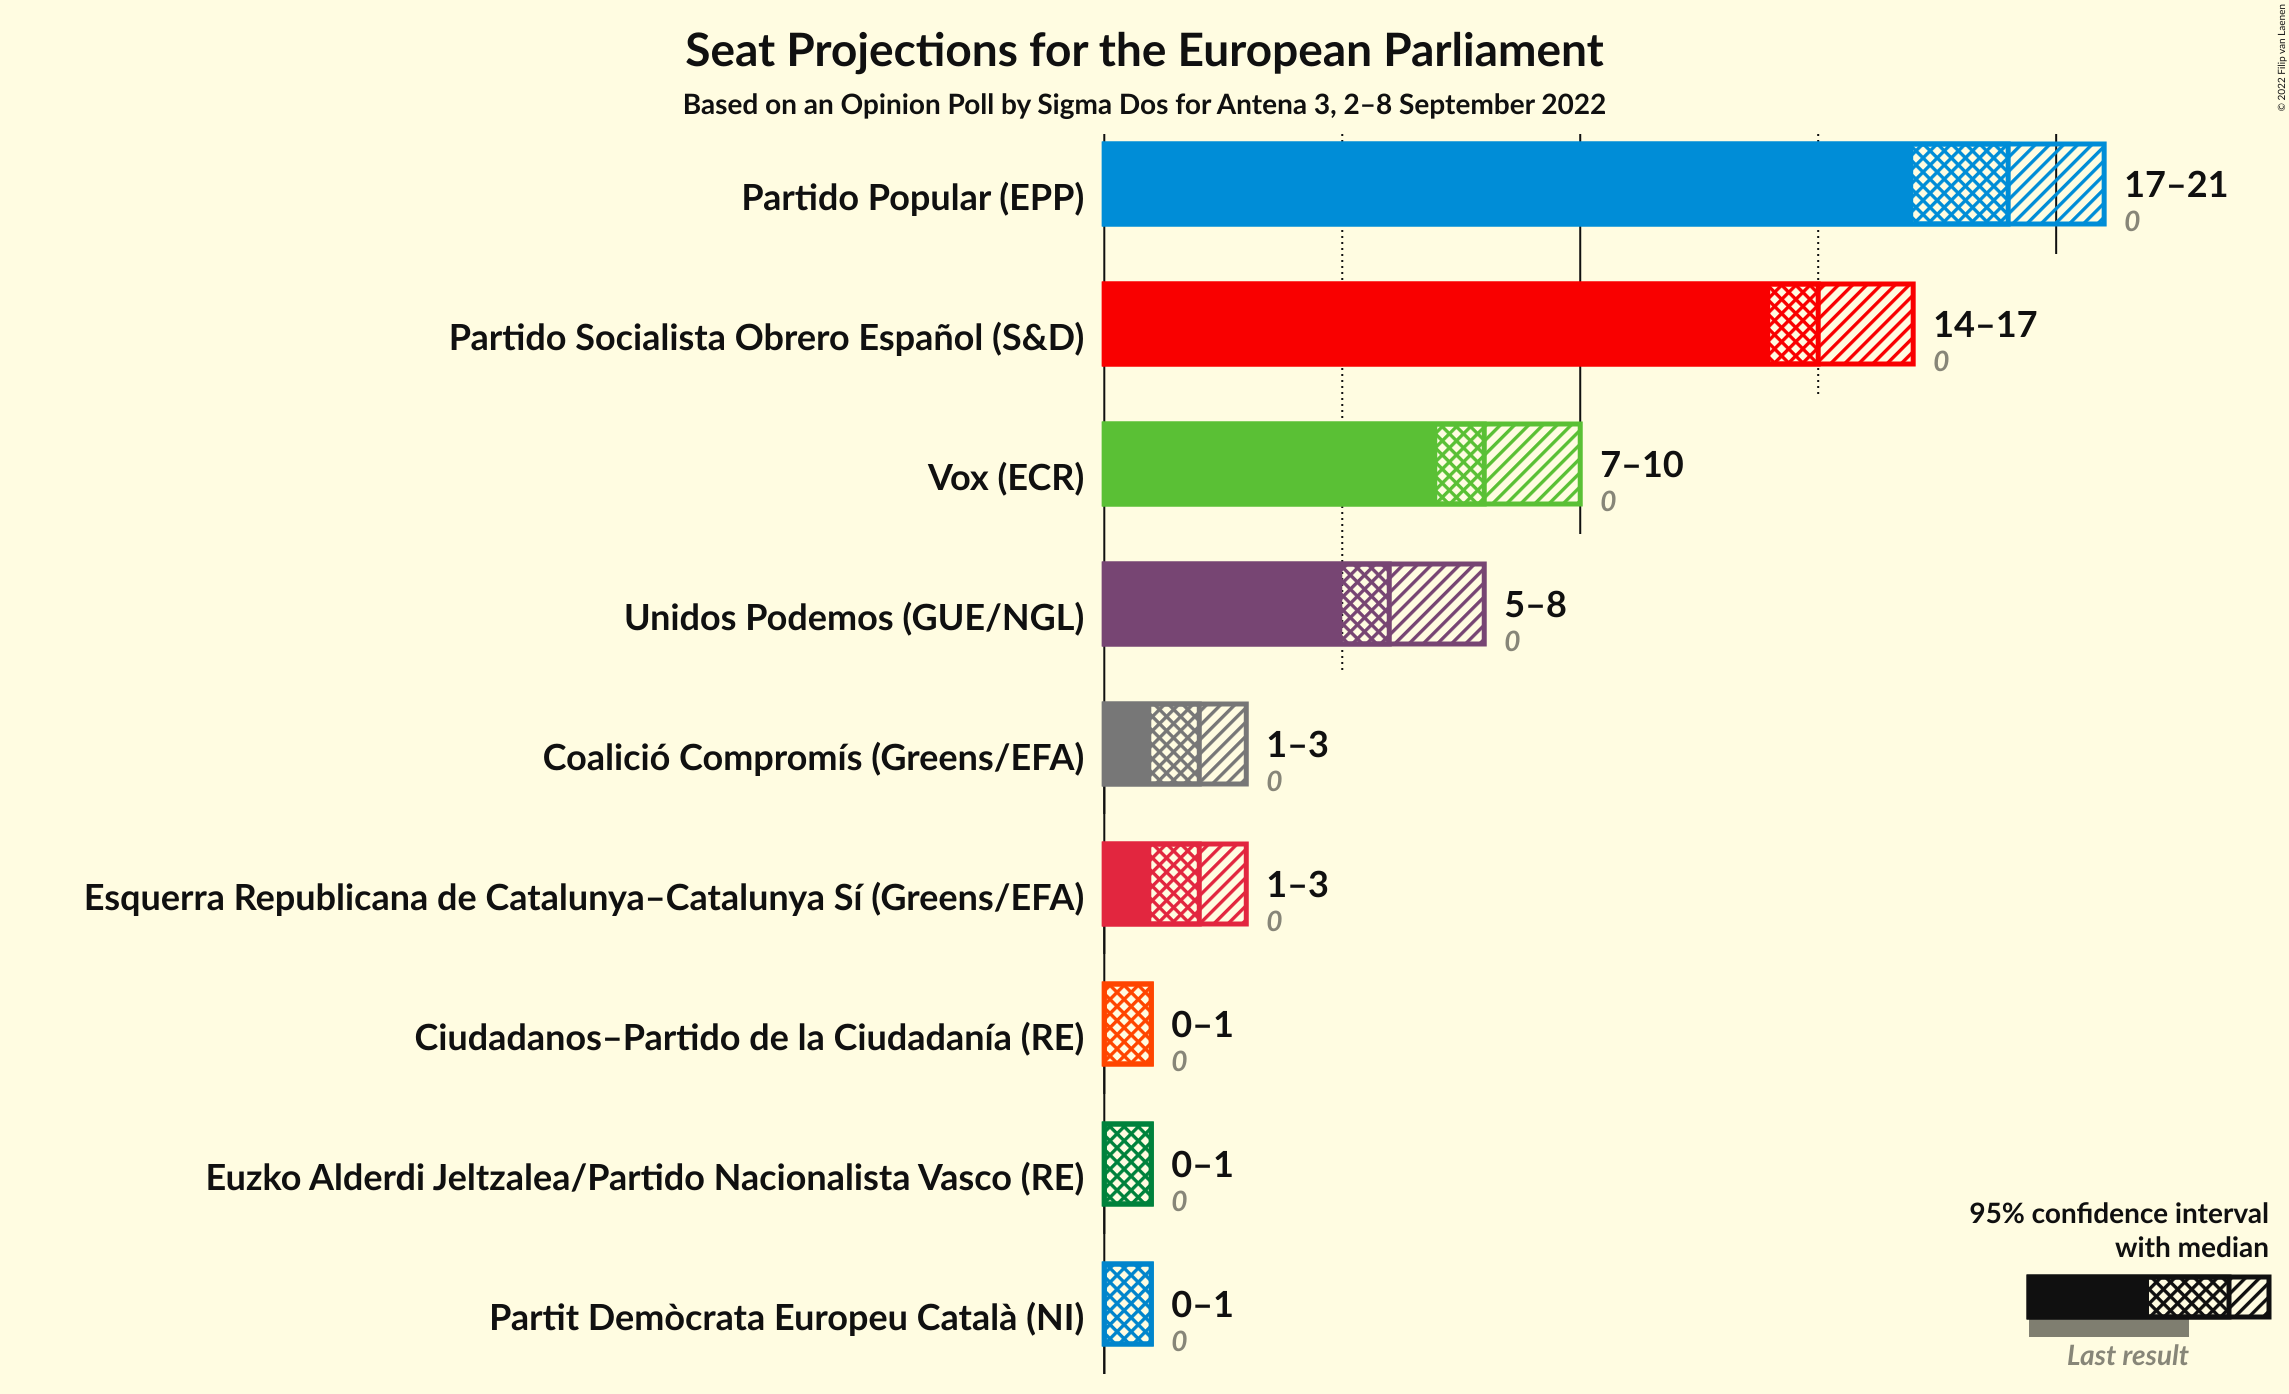 Seat Projections for the European Parliament
Based on an Opinion Poll by Sigma Dos for Antena 3, 2–8 September 2022
© 2022 Filip van Laenen
Partido Popular (EPP)
17–21
0
Partido Socialista Obrero Español (S&D)
14–17
0
Vox (ECR)
7–10
0
Unidos Podemos (GUE/NGL)
5–8
0
Coalició Compromís (Greens/EFA)
1–3
0
Esquerra Republicana de Catalunya–Catalunya Sí (Greens/EFA)
1–3
0
Ciudadanos–Partido de la Ciudadanía (RE)
0–1
0
Euzko Alderdi Jeltzalea/Partido Nacionalista Vasco (RE)
0–1
0
Partit Demòcrata Europeu Català (NI)
0–1
0
95% confidence interval
with median
Last result